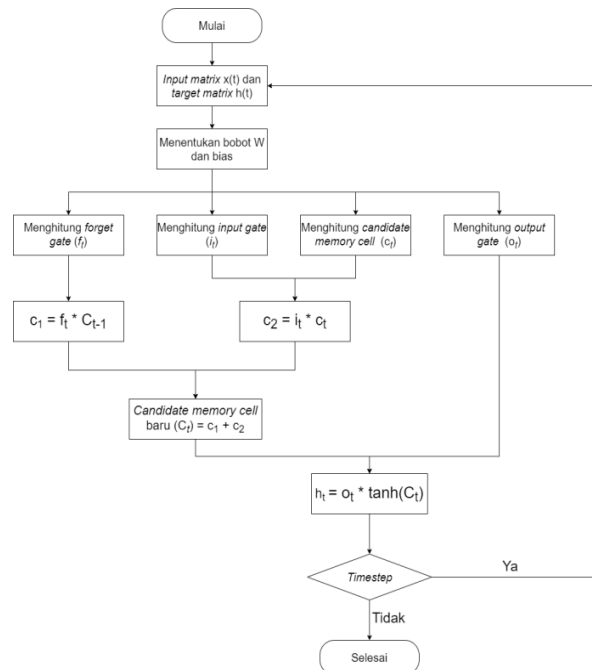 Mulai
Input matrix x(t) dan
target matrix h(t)
Menentukan bobot W
dan bias
Menghitung forget
gate (fₜ)
Menghitung input gate
(iₜ)
Menghitung candidate
memory cell (cₜ)
Menghitung output
gate (oₜ)
c₁ = fₜ * Cₜ₋₁
c₂ = iₜ * cₜ
Candidate memory cell
baru (Cₜ) = c₁ + c₂
hₜ = oₜ * tanh(Cₜ)
Timestep
Ya
Tidak
Selesai